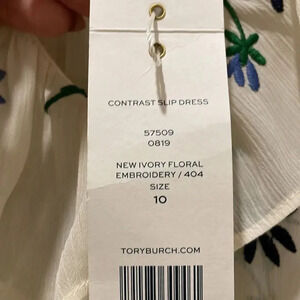 CONTRAST SLIP DRESS
57509
0819
NEW IVORY FLORAL
EMBROIDERY / 404
SIZE
10
TORYBURCH.COM